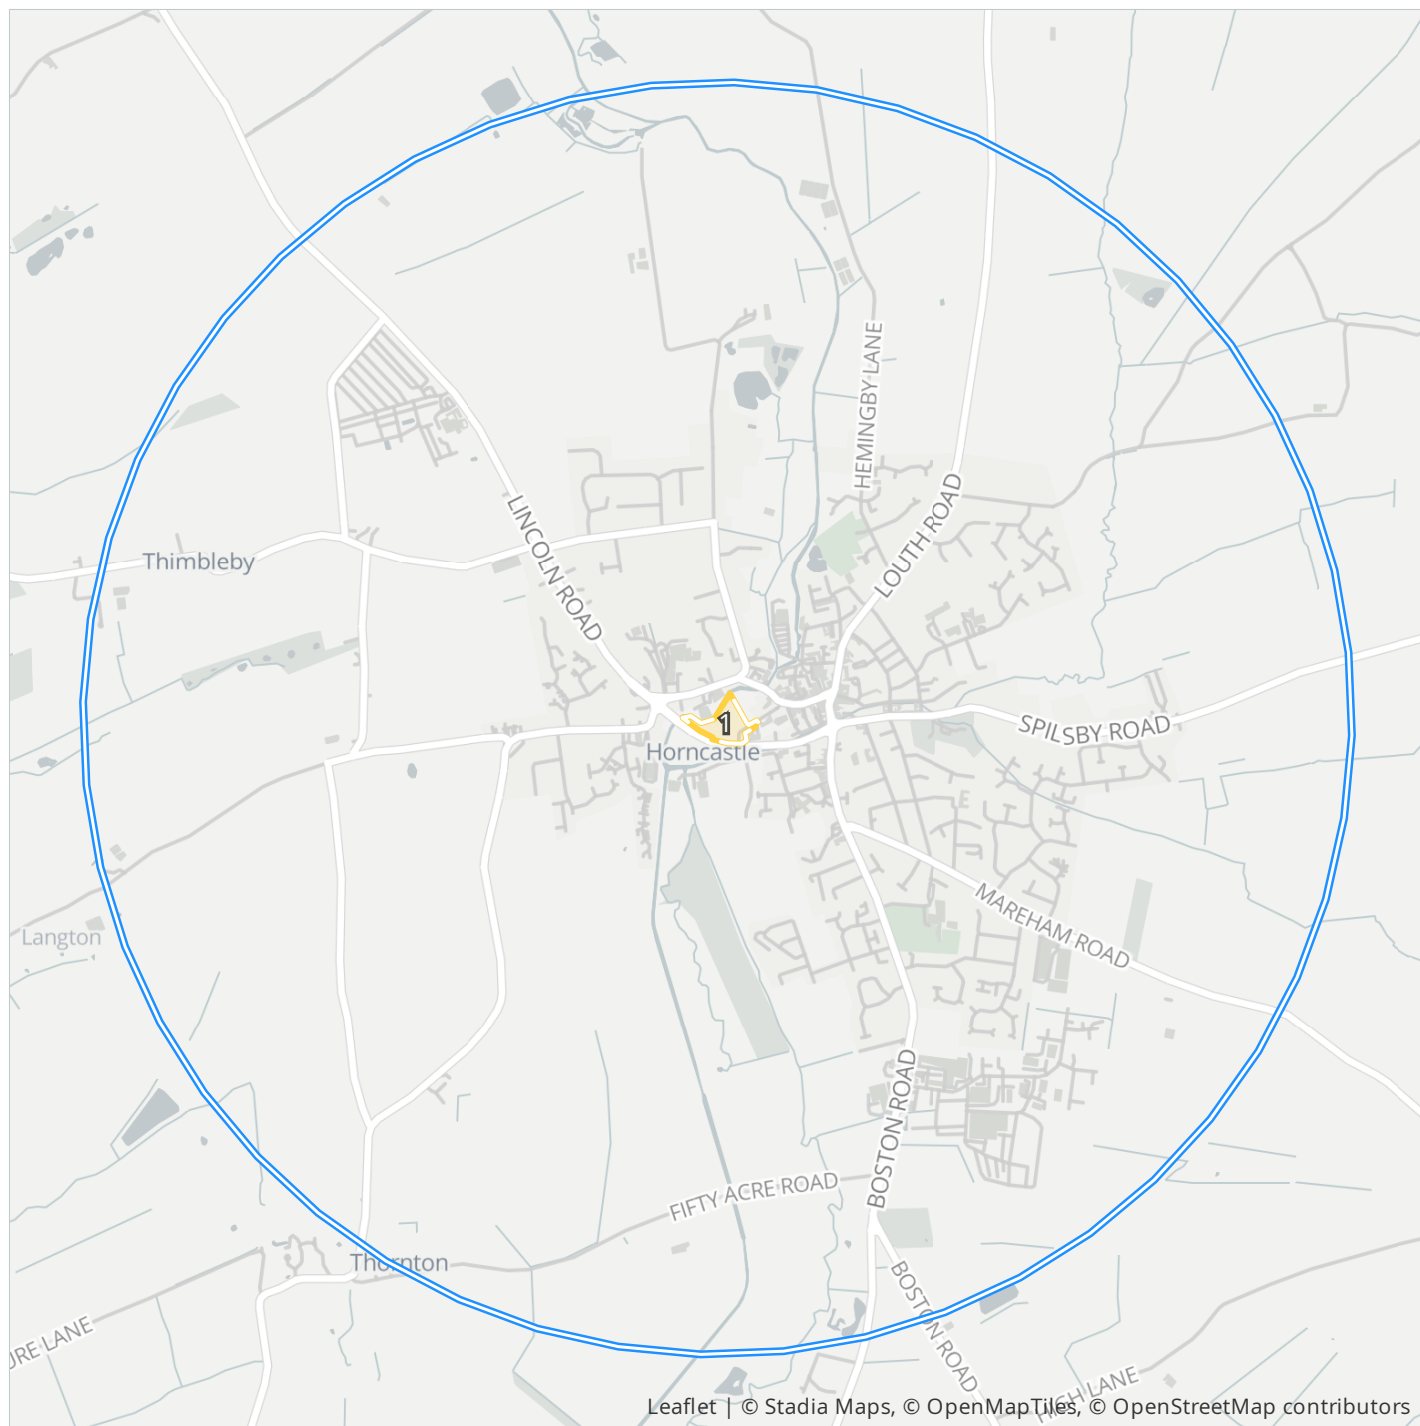 HEMINGBY LANE
LINCOLN ROAD
LOUTH ROAD
Thimbleby
1
SPILSBY ROAD
Horncastle
MAREHAM ROAD
Langton
BOSTON ROAD
FIFTY ACRE ROAD
Thornton
BOSTON ROAD
URE LANE
HIGH LANE
Leaflet | © Stadia Maps, © OpenMapTiles, © OpenStreetMap contributors